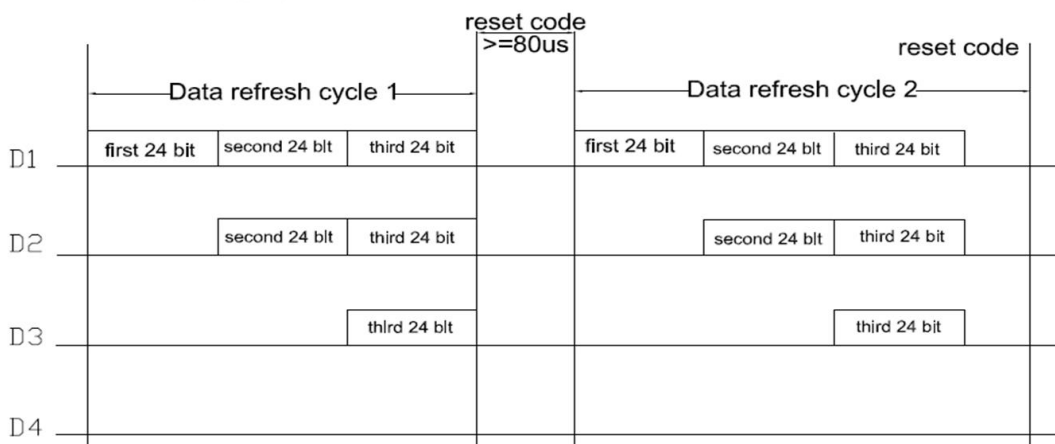 reset code
>=80us
reset code
Data refresh cycle 1
Data refresh cycle 2
D1
first 24 bit
second 24 blt
third 24 bit
first 24 bit
second 24 blt
third 24 bit
D2
second 24 blt
third 24 bit
second 24 blt
third 24 bit
D3
thlrd 24 blt
third 24 bit
D4